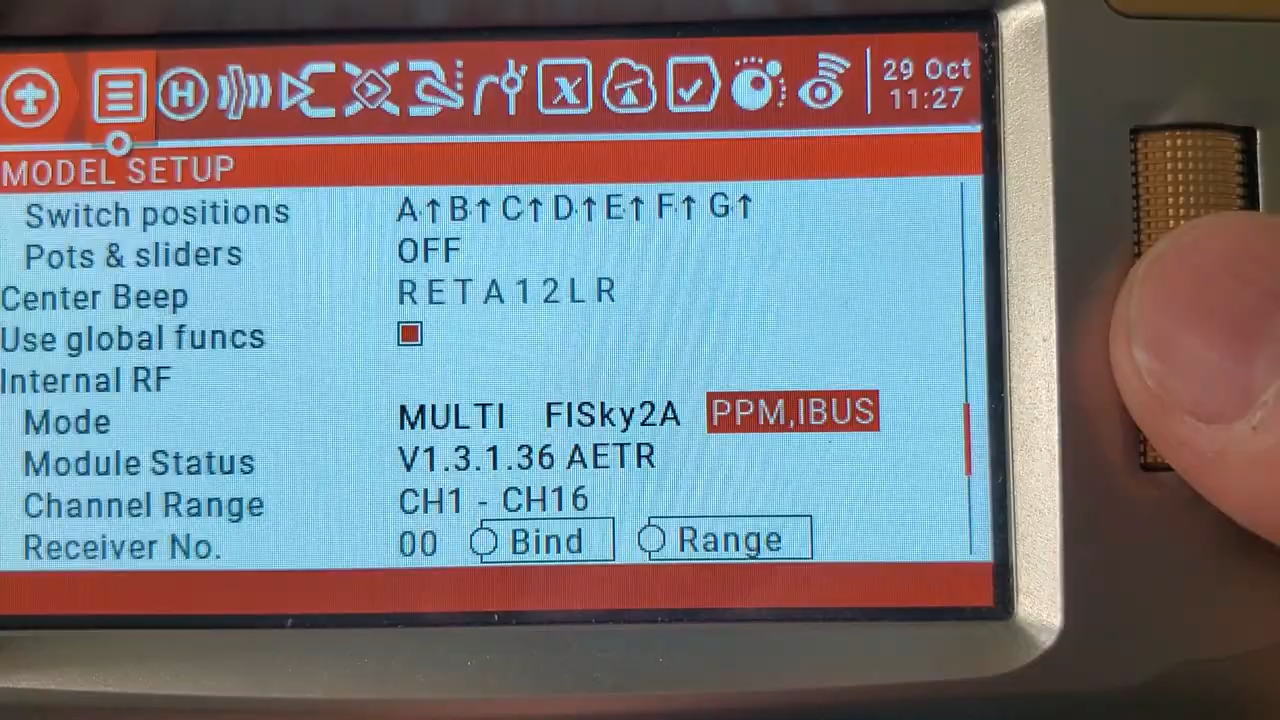 29 Oct
11:27
MODEL SETUP
Switch positions A↑ B↑ C↑ D↑ E↑ F↑ G↑
Pots & sliders OFF
Center Beep RETA12LR
Use global funcs
Internal RF
Mode MULTI FlSky2A PPM,IBUS
Module Status V1.3.1.36 AETR
Channel Range CH1 - CH16
Receiver No. 00 Bind Range